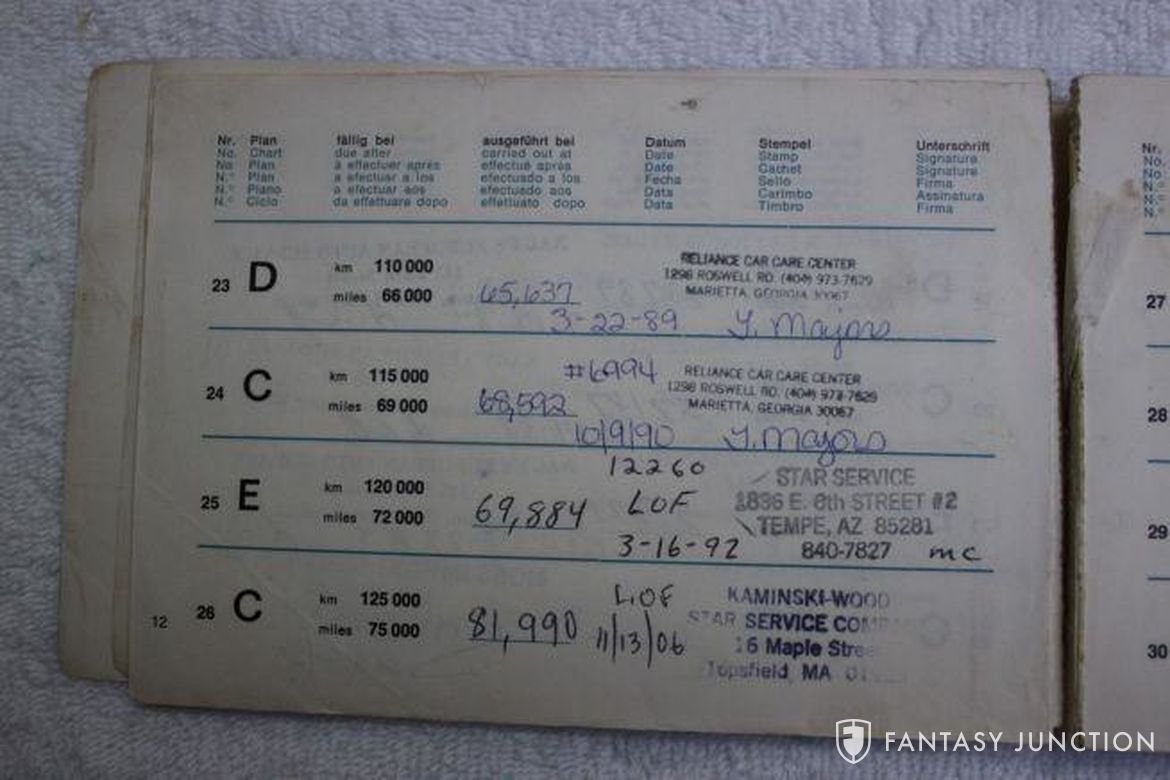 Nr. Plan fällig bei ausgeführt bei Datum Stempel Unterschrift
No. Chart due after carried out at Date Stamp Signature
No Plan à effectuer après effectué après Date Cachet Signature
N.º Plan a efectuar a los efectuado a los Fecha Sello Firma
N.º Plano a efectuar aos efectuado aos Data Carimbo Assinatura
N.º Ciclo da effettuare dopo effettuato dopo Data Timbro Firma
RELIANCE CAR CARE CENTER
23 D km 110 000 1298 ROSWELL RD. (404) 973-7629
miles 66 000 65,637 MARIETTA, GEORGIA 30067
3-22-89 J. Majors
#6994 RELIANCE CAR CARE CENTER
24 C km 115 000 1298 ROSWELL RD. (404) 973-7629
miles 69 000 68,592 MARIETTA, GEORGIA 30067
10/9/90 J. Majors
12260 STAR SERVICE
25 E km 120 000 69,884 LOF 1836 E. 6th STREET #2
miles 72 000 TEMPE, AZ 85281
3-16-92 840-7827 mc
LOF KAMINSKI-WOOD
26 C km 125 000 STAR SERVICE
miles 75 000 81,990 11/13/06 16 Maple
Topsfield MA
12
Nr.
No.
No
N.º
N.º
N.º
27
28
29
30
FANTASY JUNCTION